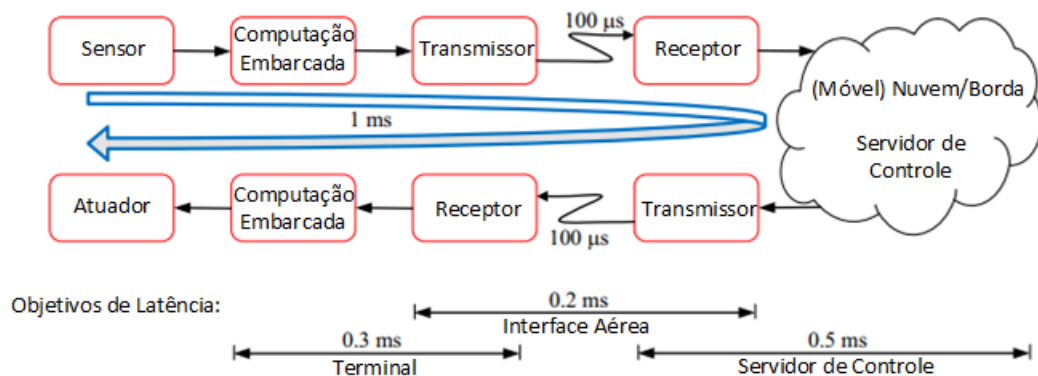 100 µs
Sensor
Computação
Embarcada
Transmissor
Receptor
(Móvel) Nuvem/Borda
1 ms
Servidor de
Controle
Atuador
Computação
Embarcada
Receptor
Transmissor
100 µs
Objetivos de Latência:
0.2 ms
Interface Aérea
0.3 ms
Terminal
0.5 ms
Servidor de Controle